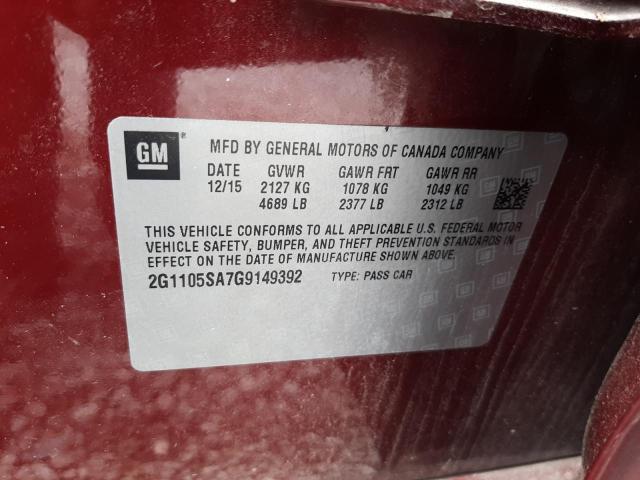 GM
MFD BY GENERAL MOTORS OF CANADA COMPANY
DATE GVWR GAWR FRT GAWR RR
12/15 2127 KG 1078 KG 1049 KG
4689 LB 2377 LB 2312 LB
THIS VEHICLE CONFORMS TO ALL APPLICABLE U.S. FEDERAL MOTOR
VEHICLE SAFETY, BUMPER, AND THEFT PREVENTION STANDARDS IN
EFFECT ON THE DATE OF MANUFACTURE SHOWN ABOVE.
2G1105SA7G9149392 TYPE: PASS CAR